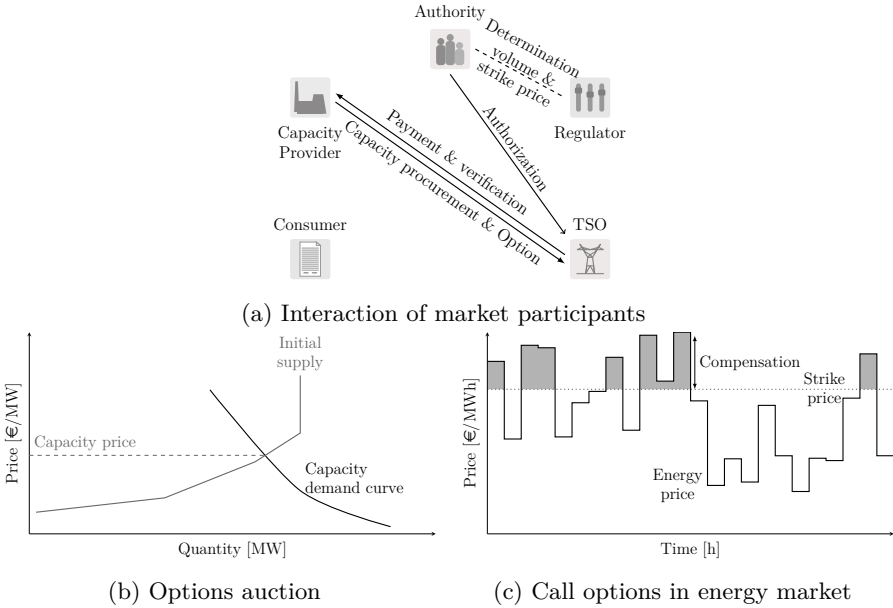 Authority
Determination
volume &
strike price
Capacity
Provider
Regulator
Authorization
Payment & verification
Capacity procurement & Option
Consumer
TSO
(a) Interaction of market participants
Initial
supply
Price [€/MW]
Capacity price
Capacity
demand curve
Quantity [MW]
(b) Options auction
Price [€/MWh]
Compensation
Strike
price
Energy
price
Time [h]
(c) Call options in energy market